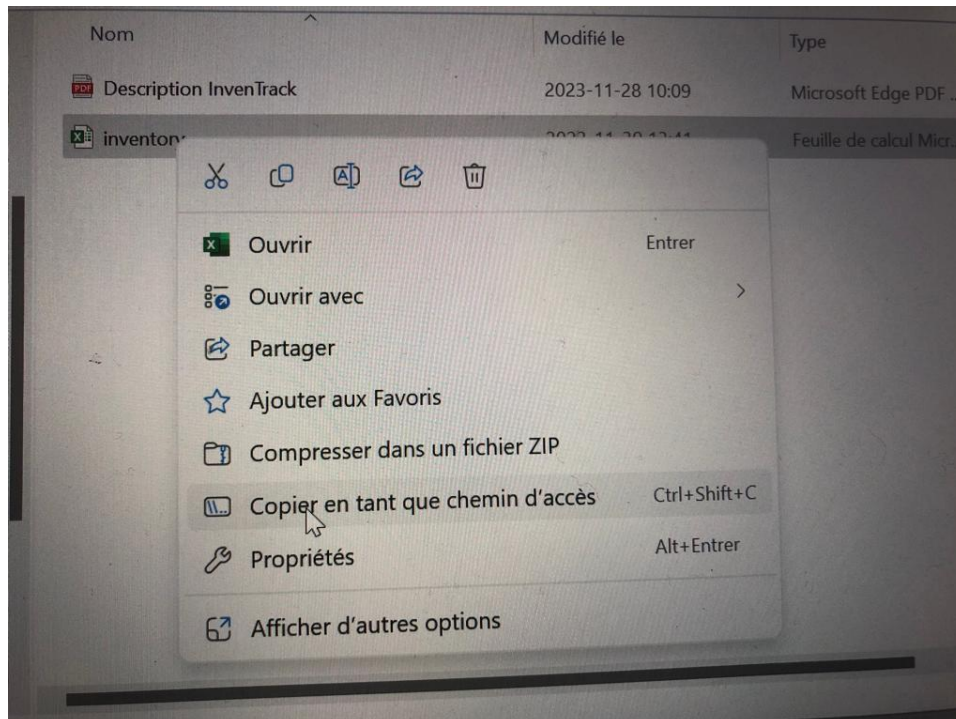 Nom Modifié le Type
PDF Description InvenTrack 2023-11-28 10:09 Microsoft Edge PDF ..
inventory Feuille de calcul Micr..
Ouvrir Entrer
Ouvrir avec
Partager
Ajouter aux Favoris
Compresser dans un fichier ZIP
Copier en tant que chemin d'accès Ctrl+Shift+C
Propriétés Alt+Entrer
Afficher d'autres options